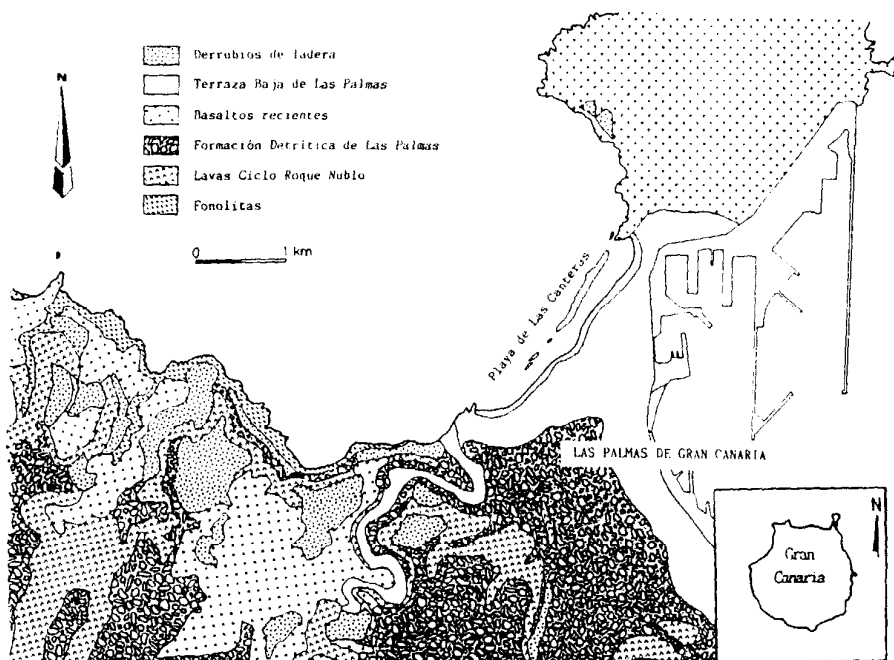 N
Derrubios de ladera
Terraza Baja de Las Palmas
Basaltos recientes
Formación Detrítica de Las Palmas
Lavas Ciclo Roque Nublo
Fonolitas
0 1 km
Playa de Las Canteras
LAS PALMAS DE GRAN CANARIA
N
Gran
Canaria